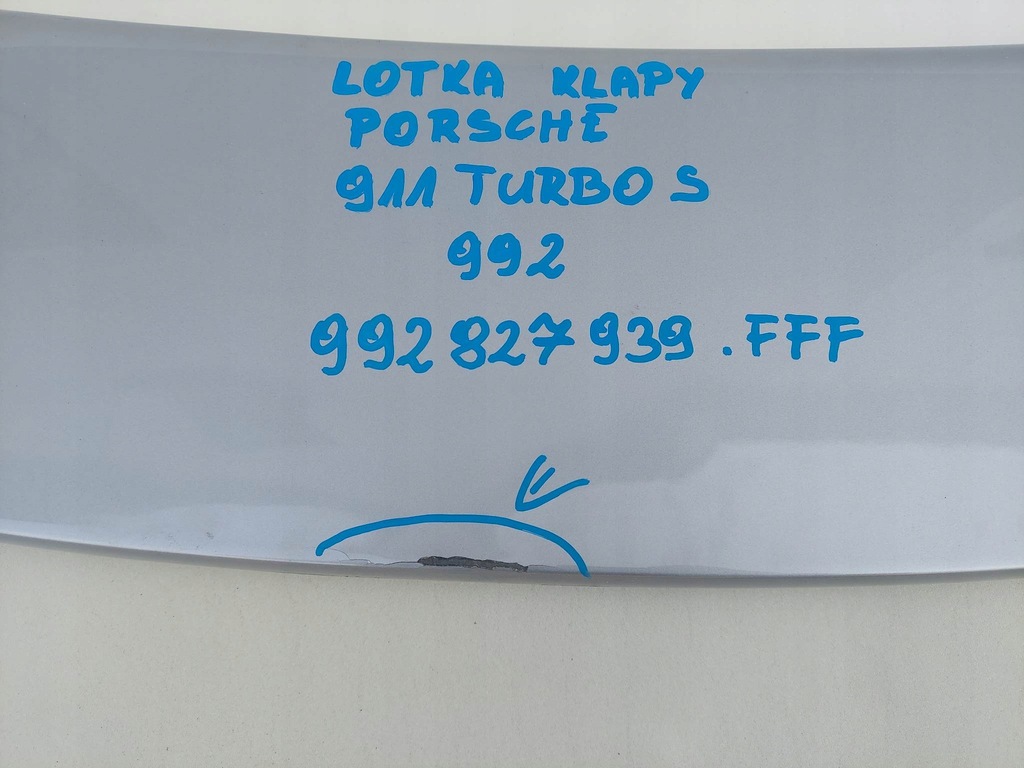 LOTKA KLAPY
PORSCHE
911 TURBO S
992
992 827 939 .FFF